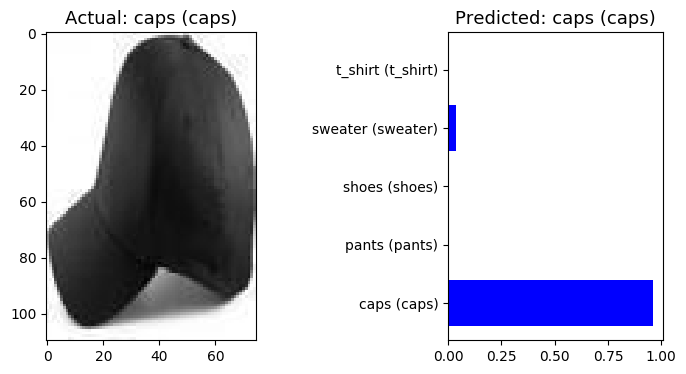 Actual: caps (caps)
0
20
40
60
80
100
0 20 40 60
Predicted: caps (caps)
t_shirt (t_shirt)
sweater (sweater)
shoes (shoes)
pants (pants)
caps (caps)
0.00 0.25 0.50 0.75 1.00